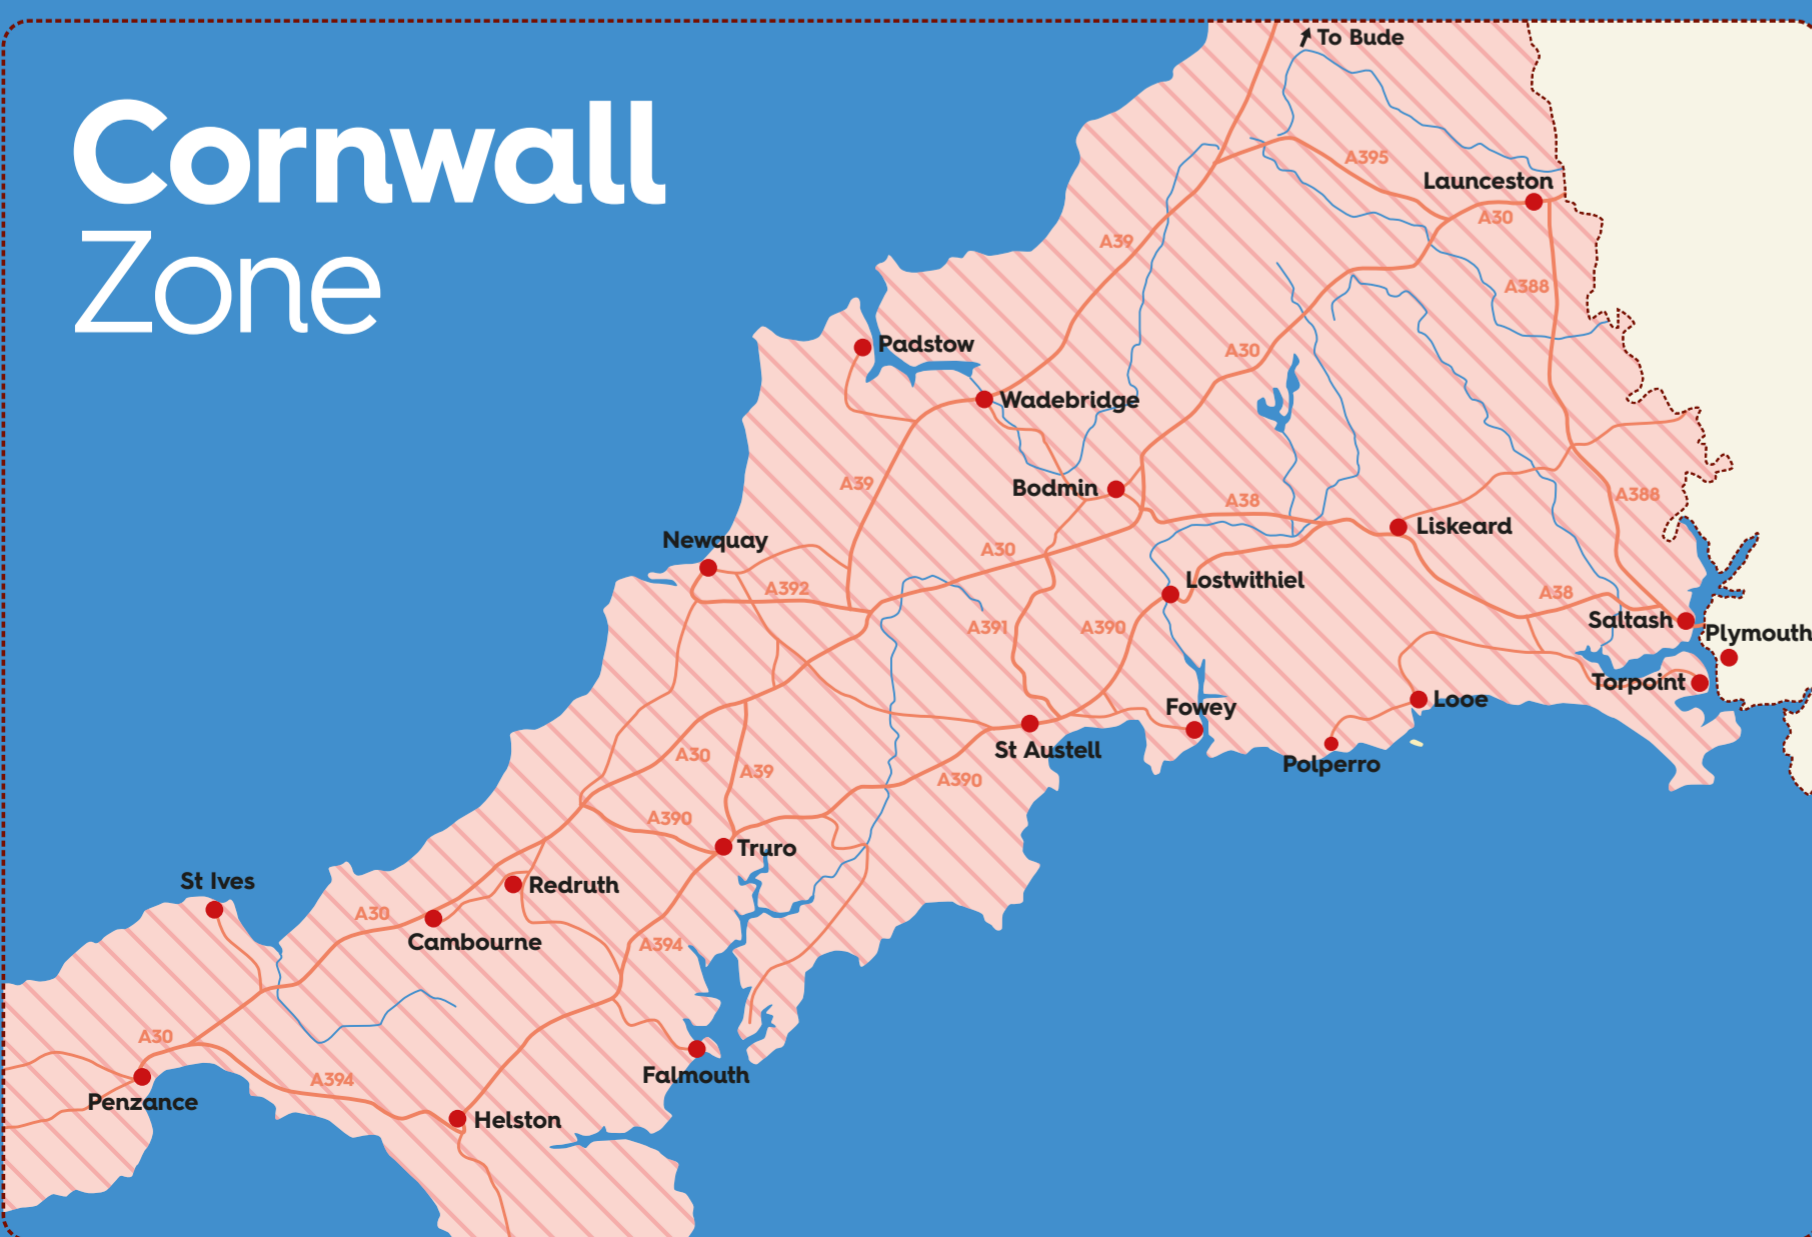 Cornwall
Zone
To Bude
A395
Launceston
A30
A39
A388
Padstow
A30
Wadebridge
A39
Bodmin
A38
A388
Liskeard
Newquay
A30
A392
Lostwithiel
A38
A391
A390
Saltash
Plymouth
Torpoint
Looe
Fowey
St Austell
Polperro
A30
A39
A390
A390
Truro
St Ives
Redruth
A30
Cambourne
A394
A30
Penzance
A394
Falmouth
Helston